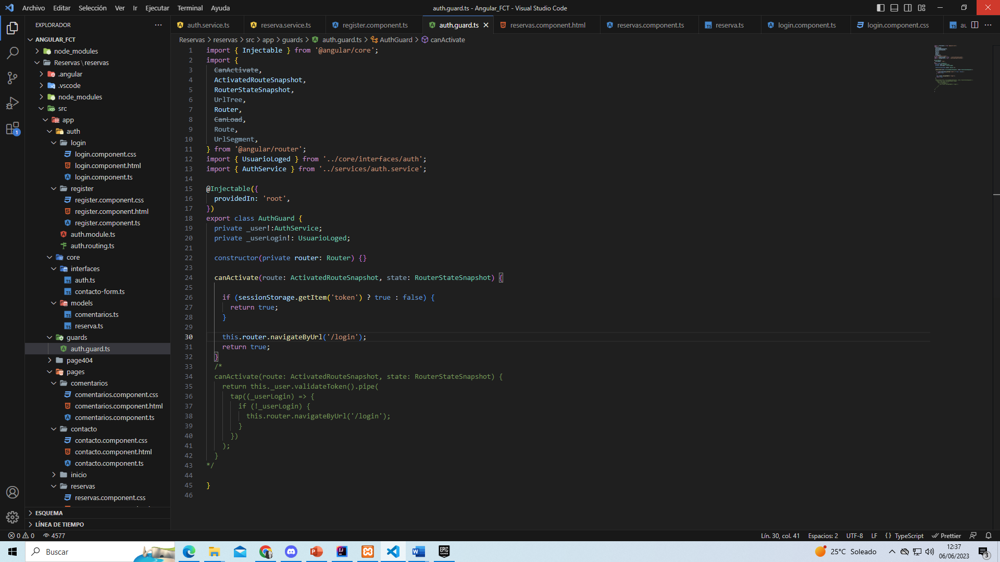 Archivo Editar Selección Ver Ir Ejecutar Terminal Ayuda
auth.guard.ts - Angular_FCT - Visual Studio Code
EXPLORADOR
auth.service.ts reserva.service.ts register.component.ts auth.guard.ts reservas.component.html reservas.component.ts reserva.ts login.component.ts login.component.css au
Reservas > reservas > src > app > guards > auth.guard.ts > AuthGuard > canActivate
ANGULAR_FCT
node_modules
Reservas\reservas
.angular
.vscode
node_modules
src
app
auth
login
login.component.css
login.component.html
login.component.ts
register
register.component.css
register.component.html
register.component.ts
auth.module.ts
auth.routing.ts
core
interfaces
auth.ts
contacto-form.ts
models
comentarios.ts
reserva.ts
guards
auth.guard.ts
page404
pages
comentarios
comentarios.component.css
comentarios.component.html
comentarios.component.ts
contacto
contacto.component.css
contacto.component.html
contacto.component.ts
inicio
reservas
reservas.component.css
ESQUEMA
LÍNEA DE TIEMPO
1
1 import { Injectable } from '@angular/core';
2 import {
3 CanActivate,
4 ActivatedRouteSnapshot,
5 RouterStateSnapshot,
6 UrlTree,
7 Router,
8 CanLoad,
9 Route,
10 UrlSegment,
11 } from '@angular/router';
12 import { UsuarioLoged } from '../core/interfaces/auth';
13 import { AuthService } from '../services/auth.service';
14
15 @Injectable({
16 providedIn: 'root',
17 })
18 export class AuthGuard {
19 private _user!:AuthService;
20 private _userLogin!: UsuarioLoged;
21
22 constructor(private router: Router) {}
23
24 canActivate(route: ActivatedRouteSnapshot, state: RouterStateSnapshot) {
25
26 if (sessionStorage.getItem('token') ? true : false) {
27 return true;
28 }
29
30 this.router.navigateByUrl('/login');
31 return true;
32 }
33 /*
34 canActivate(route: ActivatedRouteSnapshot, state: RouterStateSnapshot) {
35 return this._user.validateToken().pipe(
36 tap((_userLogin) => {
37 if (!_userLogin) {
38 this.router.navigateByUrl('/login');
39 }
40 })
41 );
42 }
43 */
44
45 }
46
0 0 4577
Lín. 30, col. 41 Espacios: 2 UTF-8 LF {} TypeScript Prettier
Buscar
25°C Soleado
12:37
06/06/2023
3